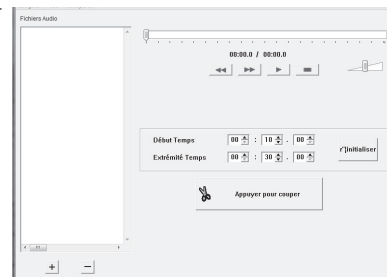 Fichiers Audio
00:00.0 / 00:00.0
Début Temps 00 : 10 . 00
Extrémité Temps 00 : 30 . 00
r˘initialiser
Appuyer pour couper
+ −